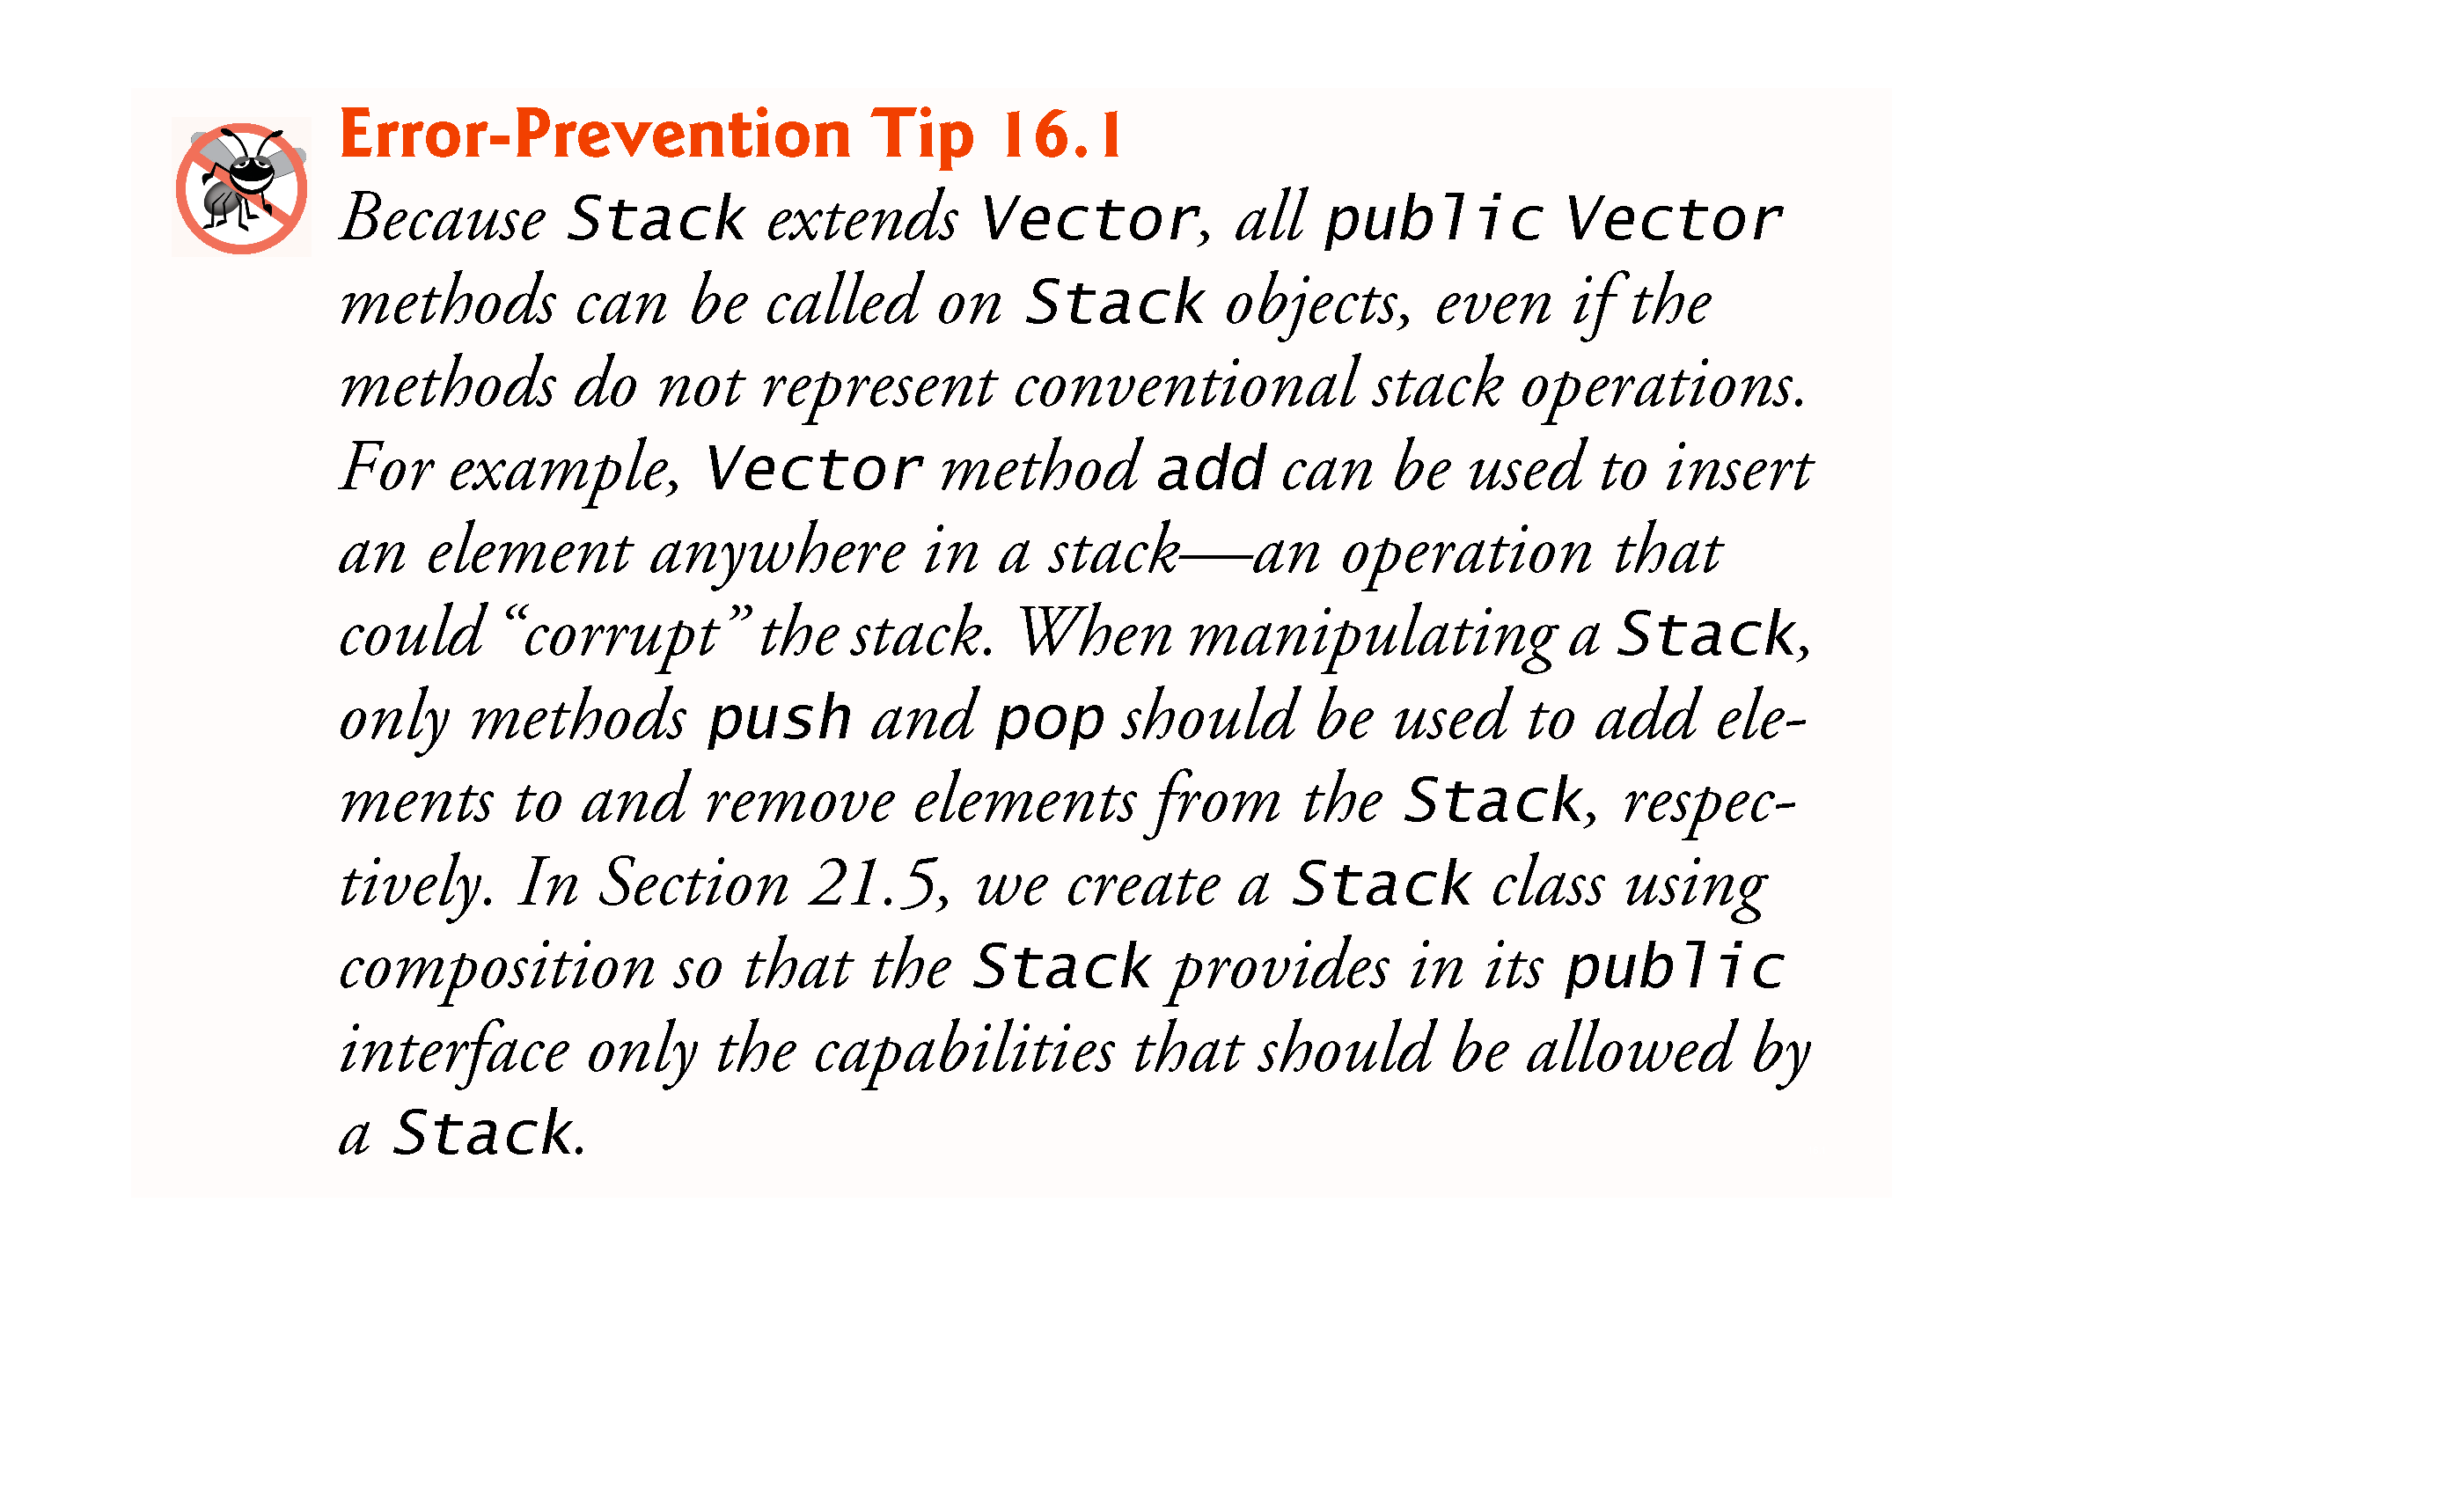 Error-Prevention Tip 16.1
Because Stack extends Vector, all public Vector
methods can be called on Stack objects, even if the
methods do not represent conventional stack operations.
For example, Vector method add can be used to insert
an element anywhere in a stack—an operation that
could “corrupt” the stack. When manipulating a Stack,
only methods push and pop should be used to add ele-
ments to and remove elements from the Stack, respec-
tively. In Section 21.5, we create a Stack class using
composition so that the Stack provides in its public
interface only the capabilities that should be allowed by
a Stack.